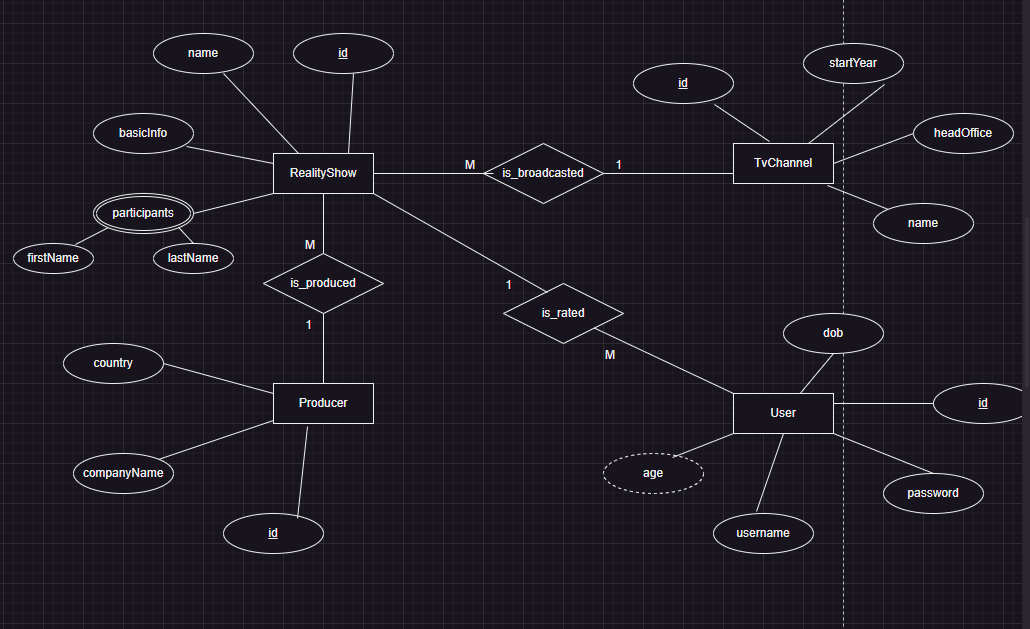 name
id
startYear
id
basicInfo
headOffice
RealityShow
M
is_broadcasted
1
TvChannel
participants
name
firstName
lastName
M
is_produced
1
1
is_rated
M
dob
country
Producer
User
id
companyName
age
password
id
username